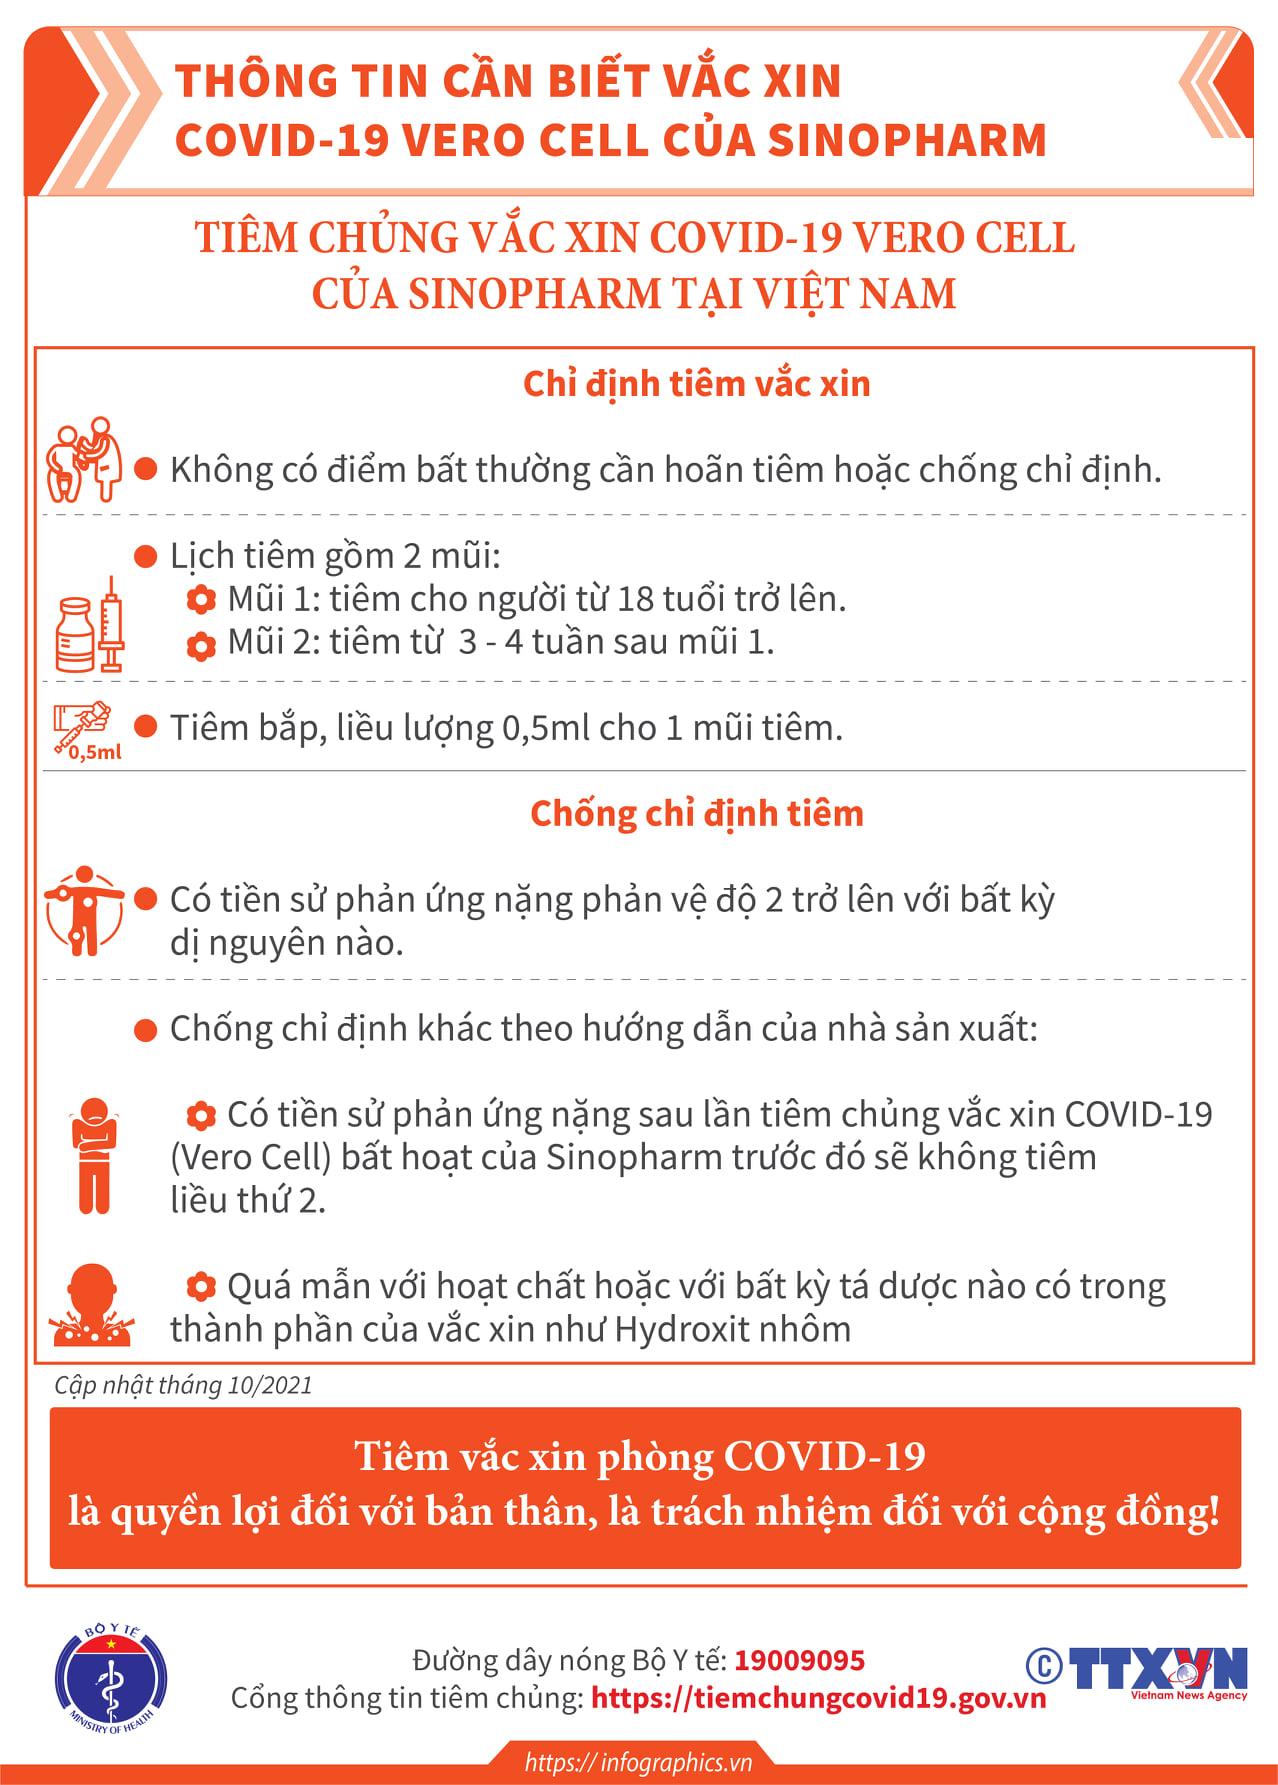 THÔNG TIN CẦN BIẾT VẮC XIN
COVID-19 VERO CELL CỦA SINOPHARM
TIÊM CHỦNG VẮC XIN COVID-19 VERO CELL
CỦA SINOPHARM TẠI VIỆT NAM
Chỉ định tiêm vắc xin
Không có điểm bất thường cần hoãn tiêm hoặc chống chỉ định.
Lịch tiêm gồm 2 mũi:
Mũi 1: tiêm cho người từ 18 tuổi trở lên.
Mũi 2: tiêm từ 3 - 4 tuần sau mũi 1.
Tiêm bắp, liều lượng 0,5ml cho 1 mũi tiêm.
0,5ml
Chống chỉ định tiêm
Có tiền sử phản ứng nặng phản vệ độ 2 trở lên với bất kỳ
dị nguyên nào.
Chống chỉ định khác theo hướng dẫn của nhà sản xuất:
Có tiền sử phản ứng nặng sau lần tiêm chủng vắc xin COVID-19
(Vero Cell) bất hoạt của Sinopharm trước đó sẽ không tiêm
liều thứ 2.
Quá mẫn với hoạt chất hoặc với bất kỳ tá dược nào có trong
thành phần của vắc xin như Hydroxit nhôm
Cập nhật tháng 10/2021
Tiêm vắc xin phòng COVID-19
là quyền lợi đối với bản thân, là trách nhiệm đối với cộng đồng!
BỘ Y TẾ
MINISTRY OF HEALTH
Đường dây nóng Bộ Y tế: 19009095
Cổng thông tin tiêm chủng: https://tiemchungcovid19.gov.vn
© TTXVN
Vietnam News Agency
https:// infographics.vn